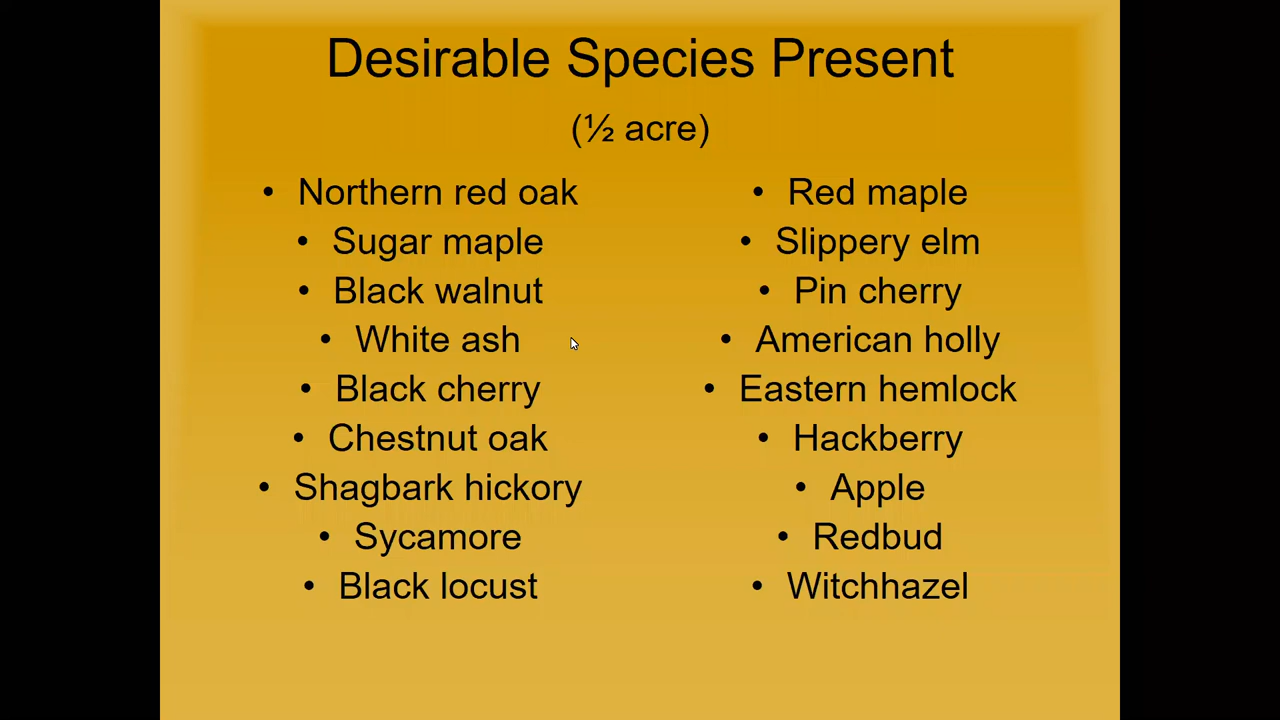 Desirable Species Present
(½ acre)
• Northern red oak
• Sugar maple
• Black walnut
• White ash
• Black cherry
• Chestnut oak
• Shagbark hickory
• Sycamore
• Black locust
• Red maple
• Slippery elm
• Pin cherry
• American holly
• Eastern hemlock
• Hackberry
• Apple
• Redbud
• Witchhazel